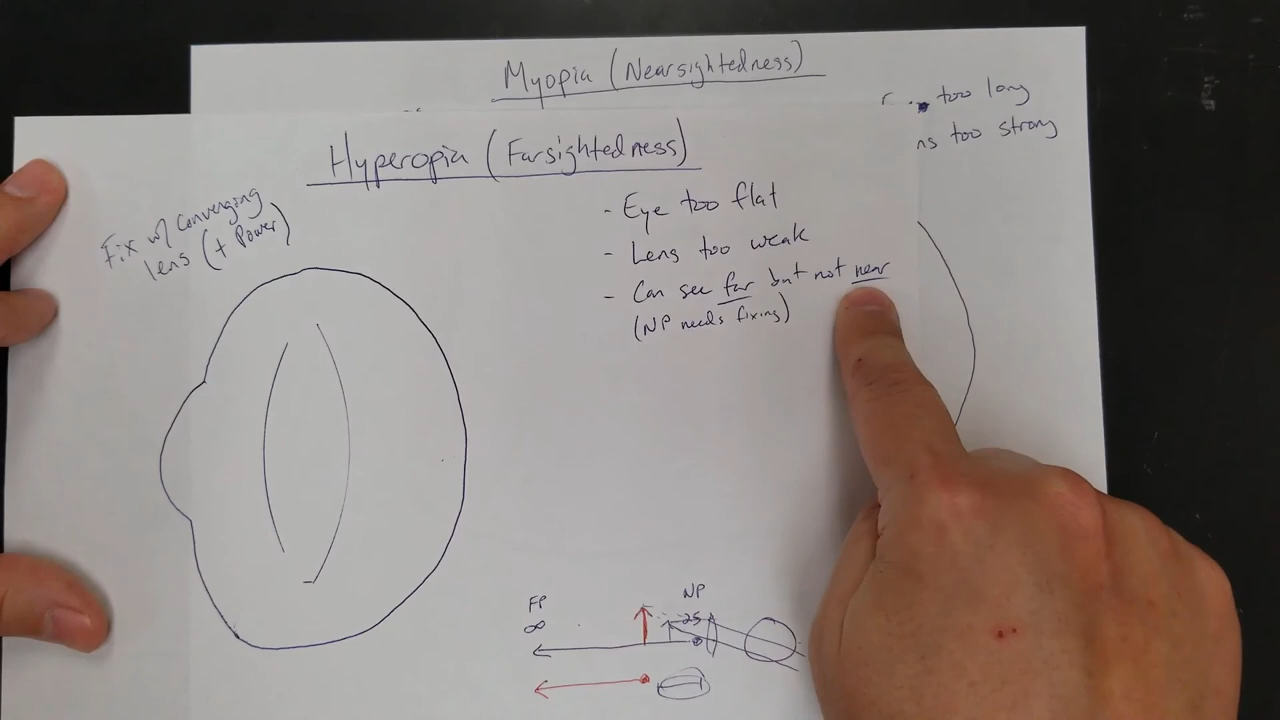 Myopia (Nearsightedness)
too long
ns too strong
Hyperopia (Farsightedness)
Fix w/ Converging
lens (+ Power)
- Eye too flat
- Lens too weak
- Can see far but not near
(NP needs fixing)
FP
∞
NP
25